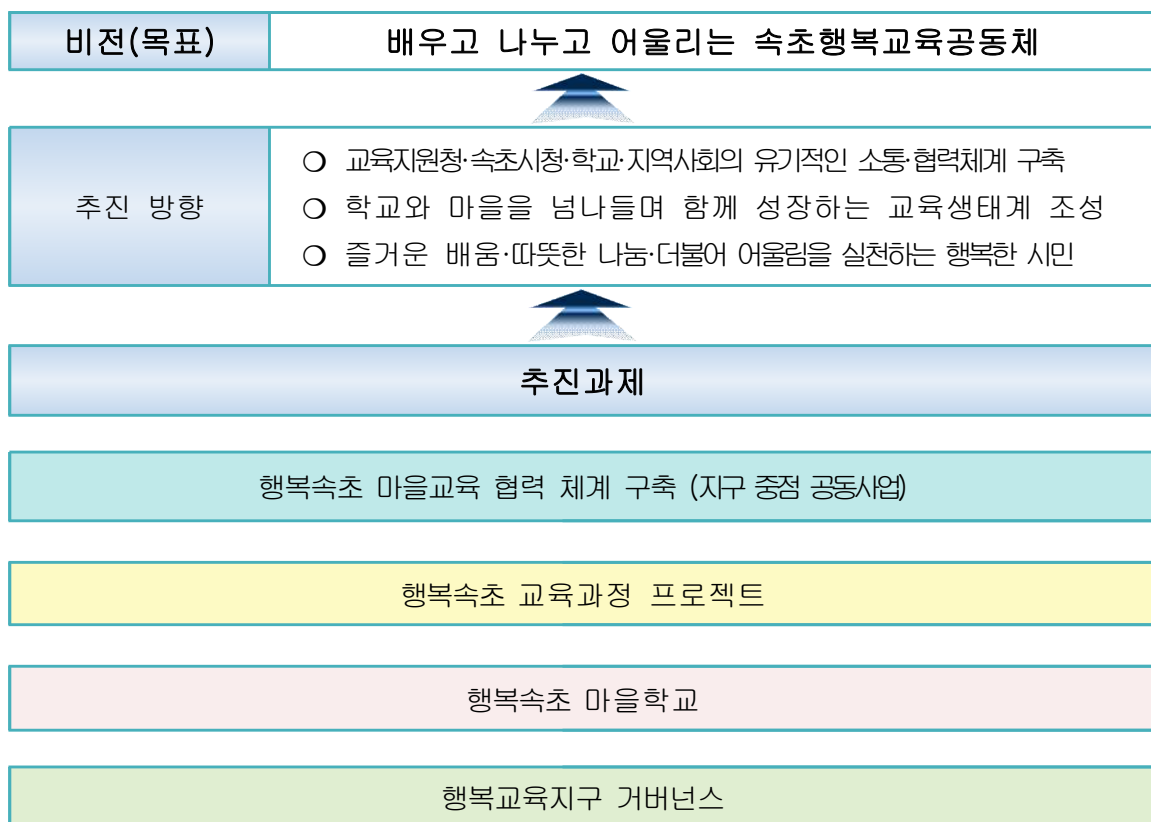 비전(목표)
배우고 나누고 어울리는 속초행복교육공동체
추진 방향
❍ 교육지원청·속초시청·학교·지역사회의 유기적인 소통·협력체계 구축
❍ 학교와 마을을 넘나들며 함께 성장하는 교육생태계 조성
❍ 즐거운 배움·따뜻한 나눔·더불어 어울림을 실천하는 행복한 시민
추진과제
행복속초 마을교육 협력 체계 구축 (지구 중점 공동사업)
행복속초 교육과정 프로젝트
행복속초 마을학교
행복교육지구 거버넌스